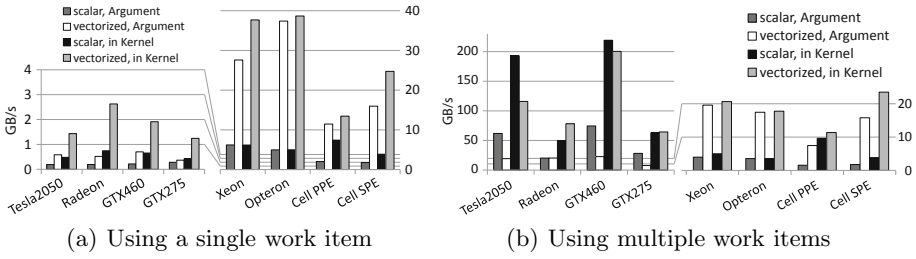 scalar, Argument
vectorized, Argument
scalar, in Kernel
vectorized, in Kernel
GB/s
4
3
2
1
0
40
30
20
10
0
Tesla2050
Radeon
GTX460
GTX275
Xeon
Opteron
Cell PPE
Cell SPE
(a) Using a single work item
scalar, Argument
vectorized, Argument
scalar, in Kernel
vectorized, in Kernel
GB/s
200
150
100
50
0
20
10
0
Tesla2050
Radeon
GTX460
GTX275
Xeon
Opteron
Cell PPE
Cell SPE
(b) Using multiple work items